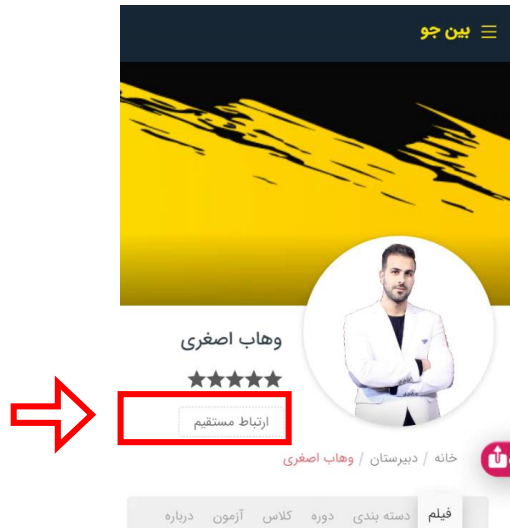 بین جو
وهاب اصغری
ارتباط مستقیم
خانه / دبیرستان / وهاب اصغری
فیلم دسته بندی دوره کلاس آزمون درباره